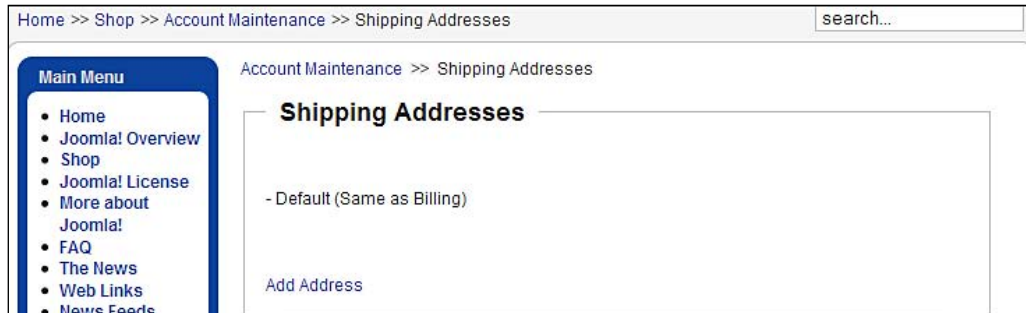 Home >> Shop >> Account Maintenance >> Shipping Addresses
search...
Main Menu
Home
Joomla! Overview
Shop
Joomla! License
More about
Joomla!
FAQ
The News
Web Links
News Feeds
Account Maintenance >> Shipping Addresses
Shipping Addresses
- Default (Same as Billing)
Add Address